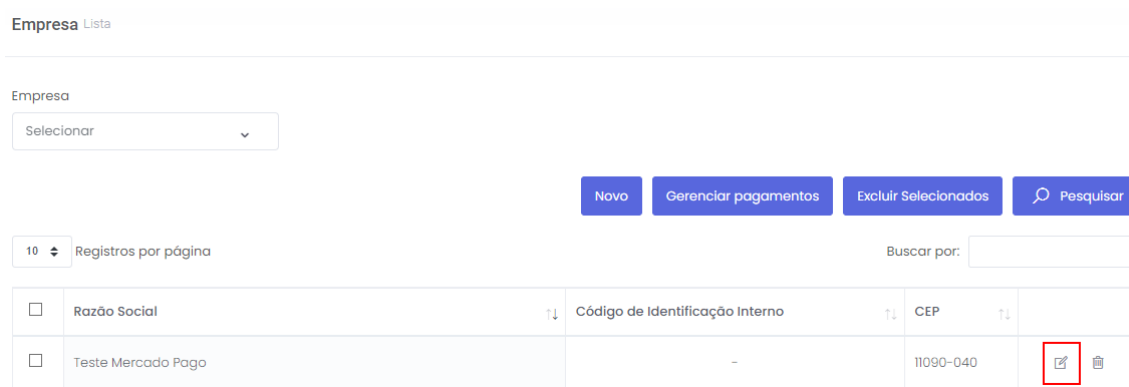 Empresa Lista
Empresa
Selecionar
Novo Gerenciar pagamentos Excluir Selecionados Pesquisar
10 Registros por página Buscar por:
Razão Social Código de Identificação Interno CEP
Teste Mercado Pago - 11090-040